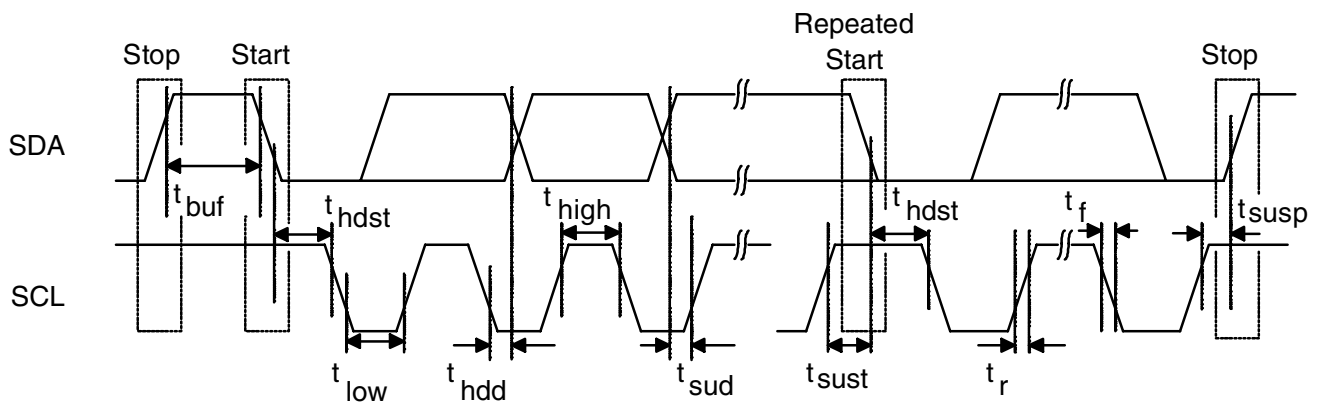 Repeated
Stop Start Start Stop
SDA
t buf t hdst t high t hdst t f t susp
SCL
t low t hdd t sud t sust t r